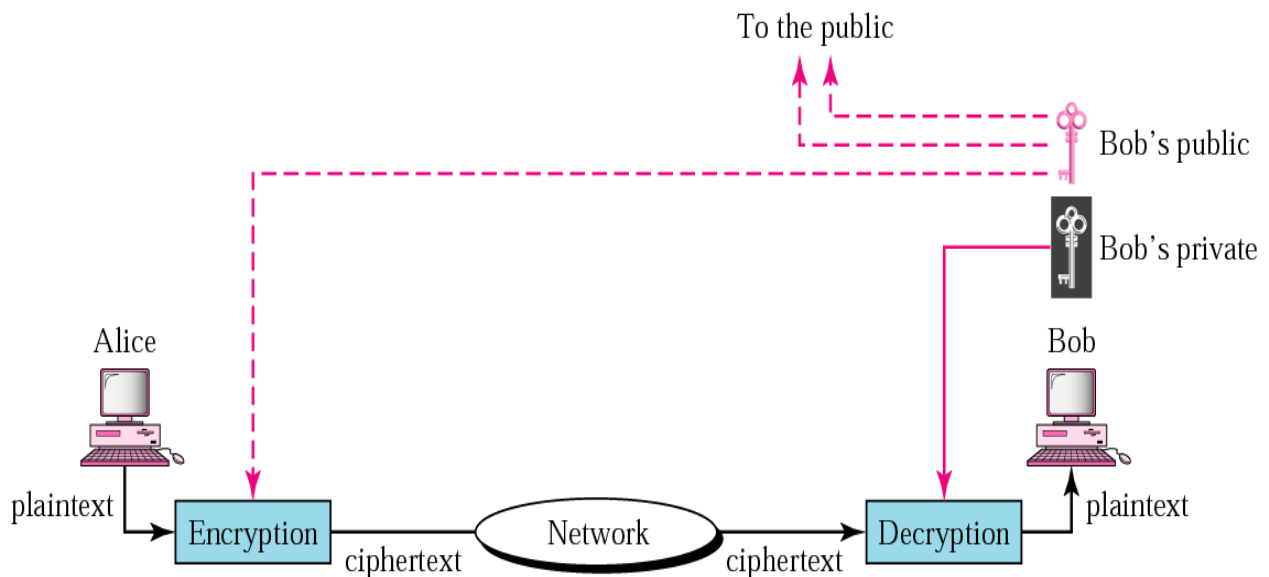 To the public
Bob’s public
Bob’s private
Alice
Bob
plaintext
Encryption
ciphertext
Network
ciphertext
Decryption
plaintext